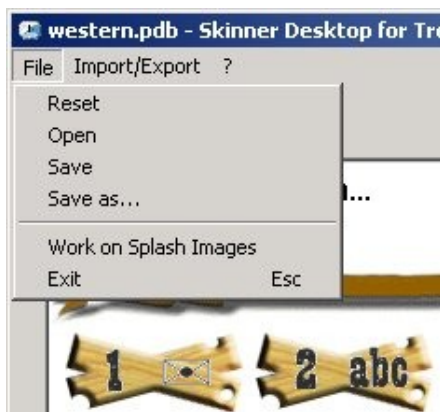 western.pdb - Skinner Desktop for Tre
File Import/Export ?
Reset
Open
Save
Save as...
Work on Splash Images
Exit Esc
1 2 abc